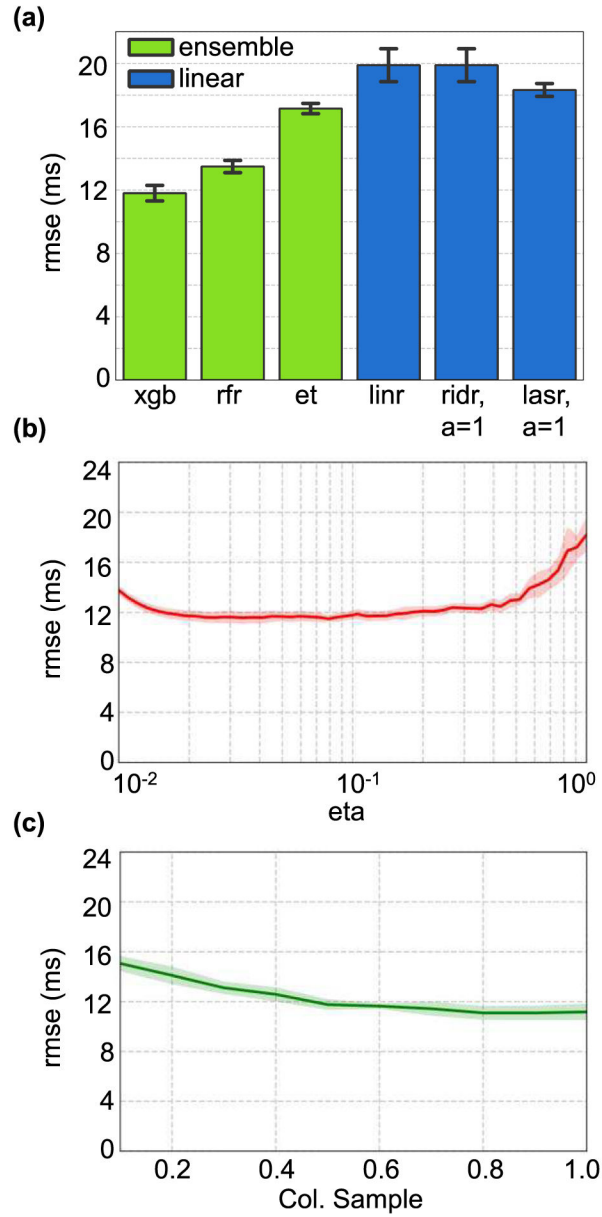 (a)
ensemble
linear
rmse (ms)
20
16
12
8
4
0
xgb rfr et linr ridr, a=1 lasr, a=1
(b)
rmse (ms)
24
20
16
12
8
4
0
10⁻² 10⁻¹ 10⁰
eta
(c)
rmse (ms)
24
20
16
12
8
4
0
0.2 0.4 0.6 0.8 1.0
Col. Sample